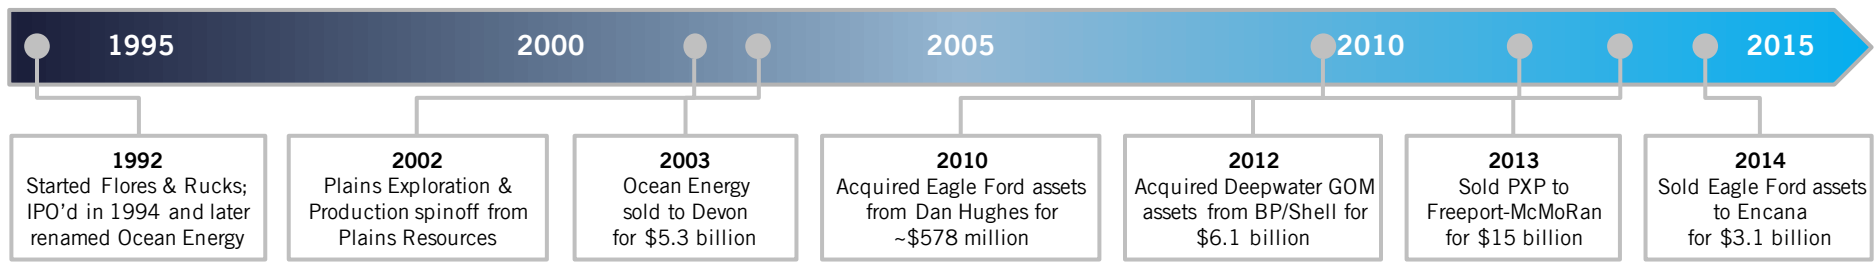 1995 2000 2005 2010 2015
1992
Started Flores & Rucks;
IPO'd in 1994 and later
renamed Ocean Energy
2002
Plains Exploration &
Production spinoff from
Plains Resources
2003
Ocean Energy
sold to Devon
for $5.3 billion
2010
Acquired Eagle Ford assets
from Dan Hughes for
~$578 million
2012
Acquired Deepwater GOM
assets from BP/Shell for
$6.1 billion
2013
Sold PXP to
Freeport-McMoRan
for $15 billion
2014
Sold Eagle Ford assets
to Encana
for $3.1 billion